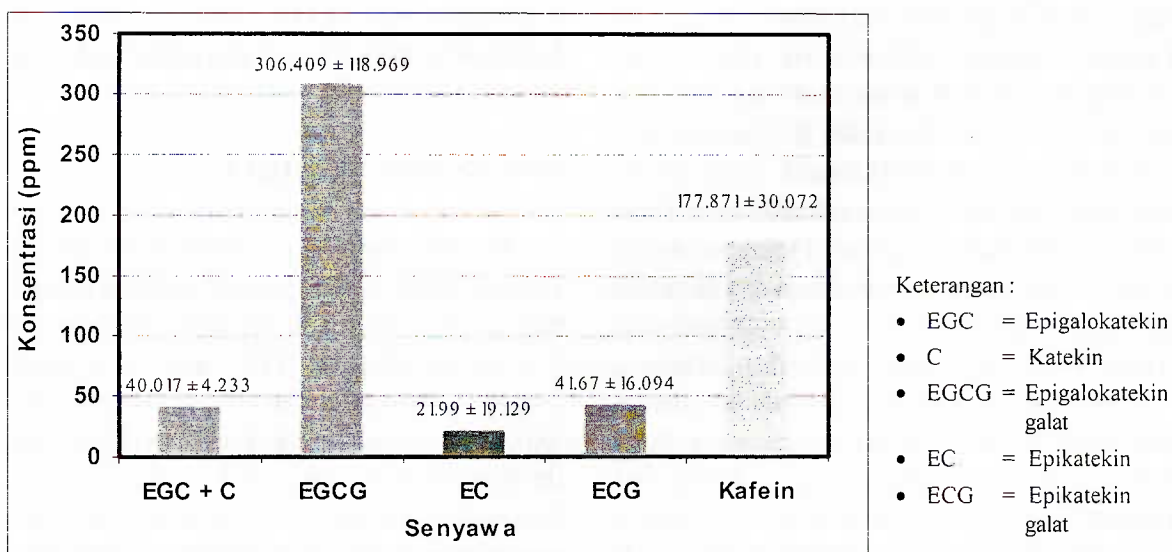 Konsentrasi (ppm)
350
300
250
200
150
100
50
0
40.017 ± 4.233
306.409 ± 118.969
21.99 ± 19.129
41.67 ± 16.094
177.871 ± 30.072
EGC + C
EGCG
EC
ECG
Kafein
Senyawa
Keterangan :
• EGC = Epigalokatekin
• C = Katekin
• EGCG = Epigalokatekin
galat
• EC = Epikatekin
• ECG = Epikatekin
galat